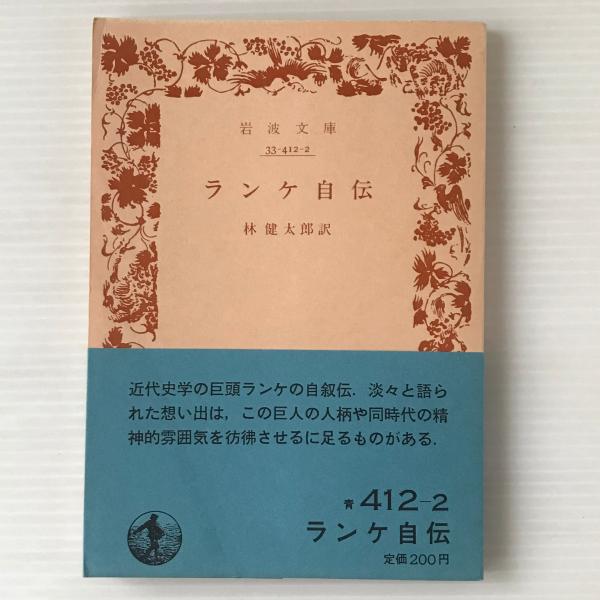 岩波文庫
33-412-2
ランケ自伝
林健太郎訳
近代史学の巨頭ランケの自叙伝．淡々と語ら
れた想い出は，この巨人の人柄や同時代の精
神的雰囲気を彷彿させるに足るものがある．
青 412-2
ランケ自伝
定価200円